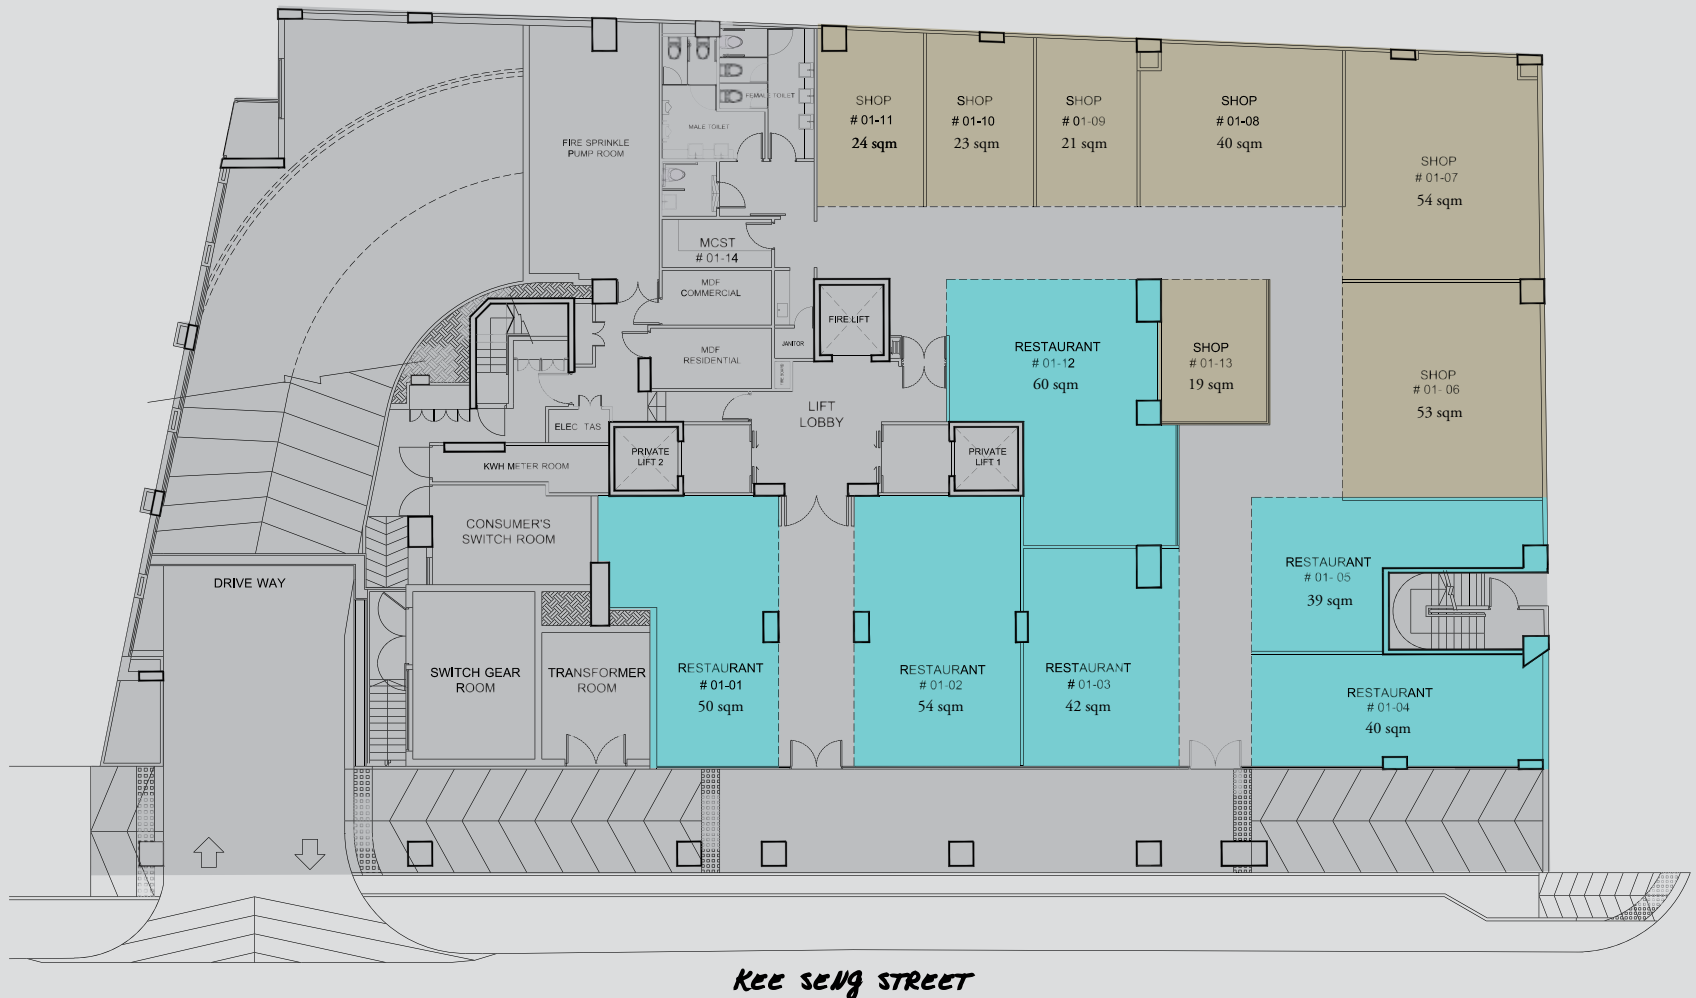 FIRE SPRINKLE
PUMP ROOM
MALE TOILET
FEMALE TOILET
SHOP
# 01-11
24 sqm
SHOP
# 01-10
23 sqm
SHOP
# 01-09
21 sqm
SHOP
# 01-08
40 sqm
SHOP
# 01-07
54 sqm
MCST
# 01-14
MDF
COMMERCIAL
MDF
RESIDENTIAL
JANITOR
FIRE LIFT
RESTAURANT
# 01-12
60 sqm
SHOP
# 01-13
19 sqm
SHOP
# 01- 06
53 sqm
LIFT
LOBBY
ELEC TAS
PRIVATE
LIFT 2
PRIVATE
LIFT 1
KWH METER ROOM
CONSUMER'S
SWITCH ROOM
DRIVE WAY
RESTAURANT
# 01- 05
39 sqm
SWITCH GEAR
ROOM
TRANSFORMER
ROOM
RESTAURANT
# 01-01
50 sqm
RESTAURANT
# 01-02
54 sqm
RESTAURANT
# 01-03
42 sqm
RESTAURANT
# 01-04
40 sqm
KEE SENG STREET